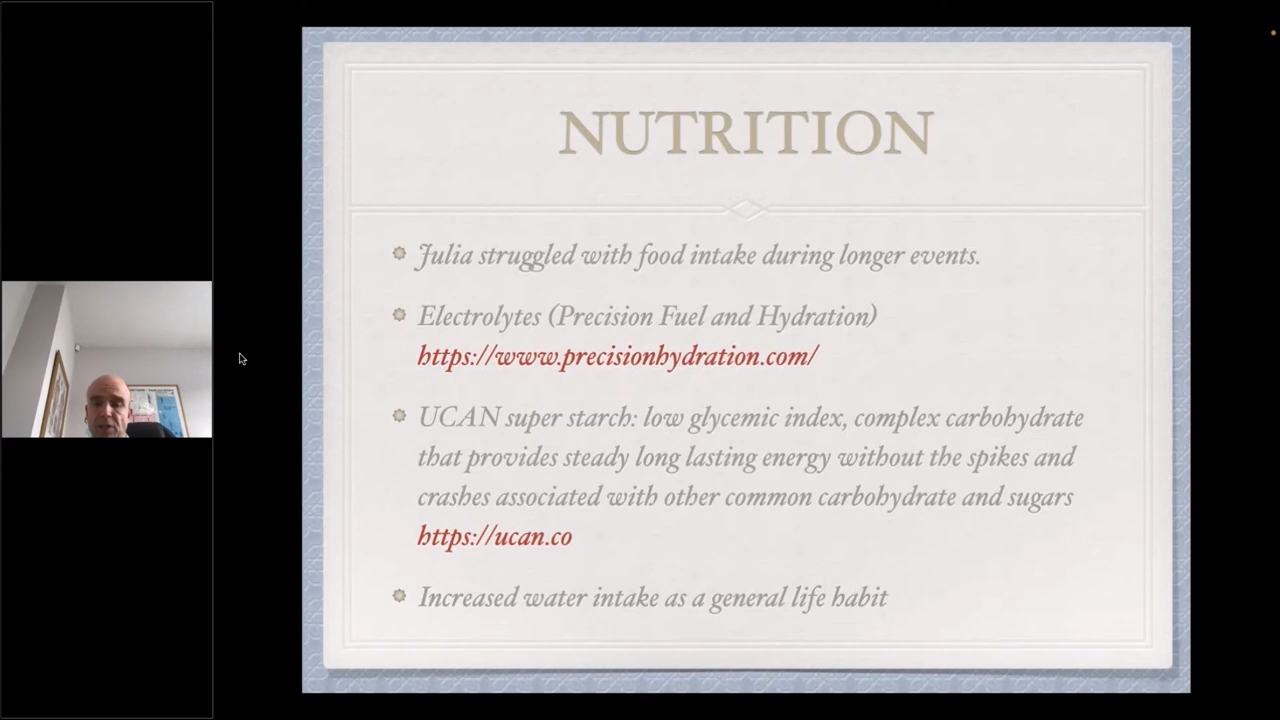 NUTRITION
Julia struggled with food intake during longer events.
Electrolytes (Precision Fuel and Hydration)
https://www.precisionhydration.com/
UCAN super starch: low glycemic index, complex carbohydrate
that provides steady long lasting energy without the spikes and
crashes associated with other common carbohydrate and sugars
https://ucan.co
Increased water intake as a general life habit